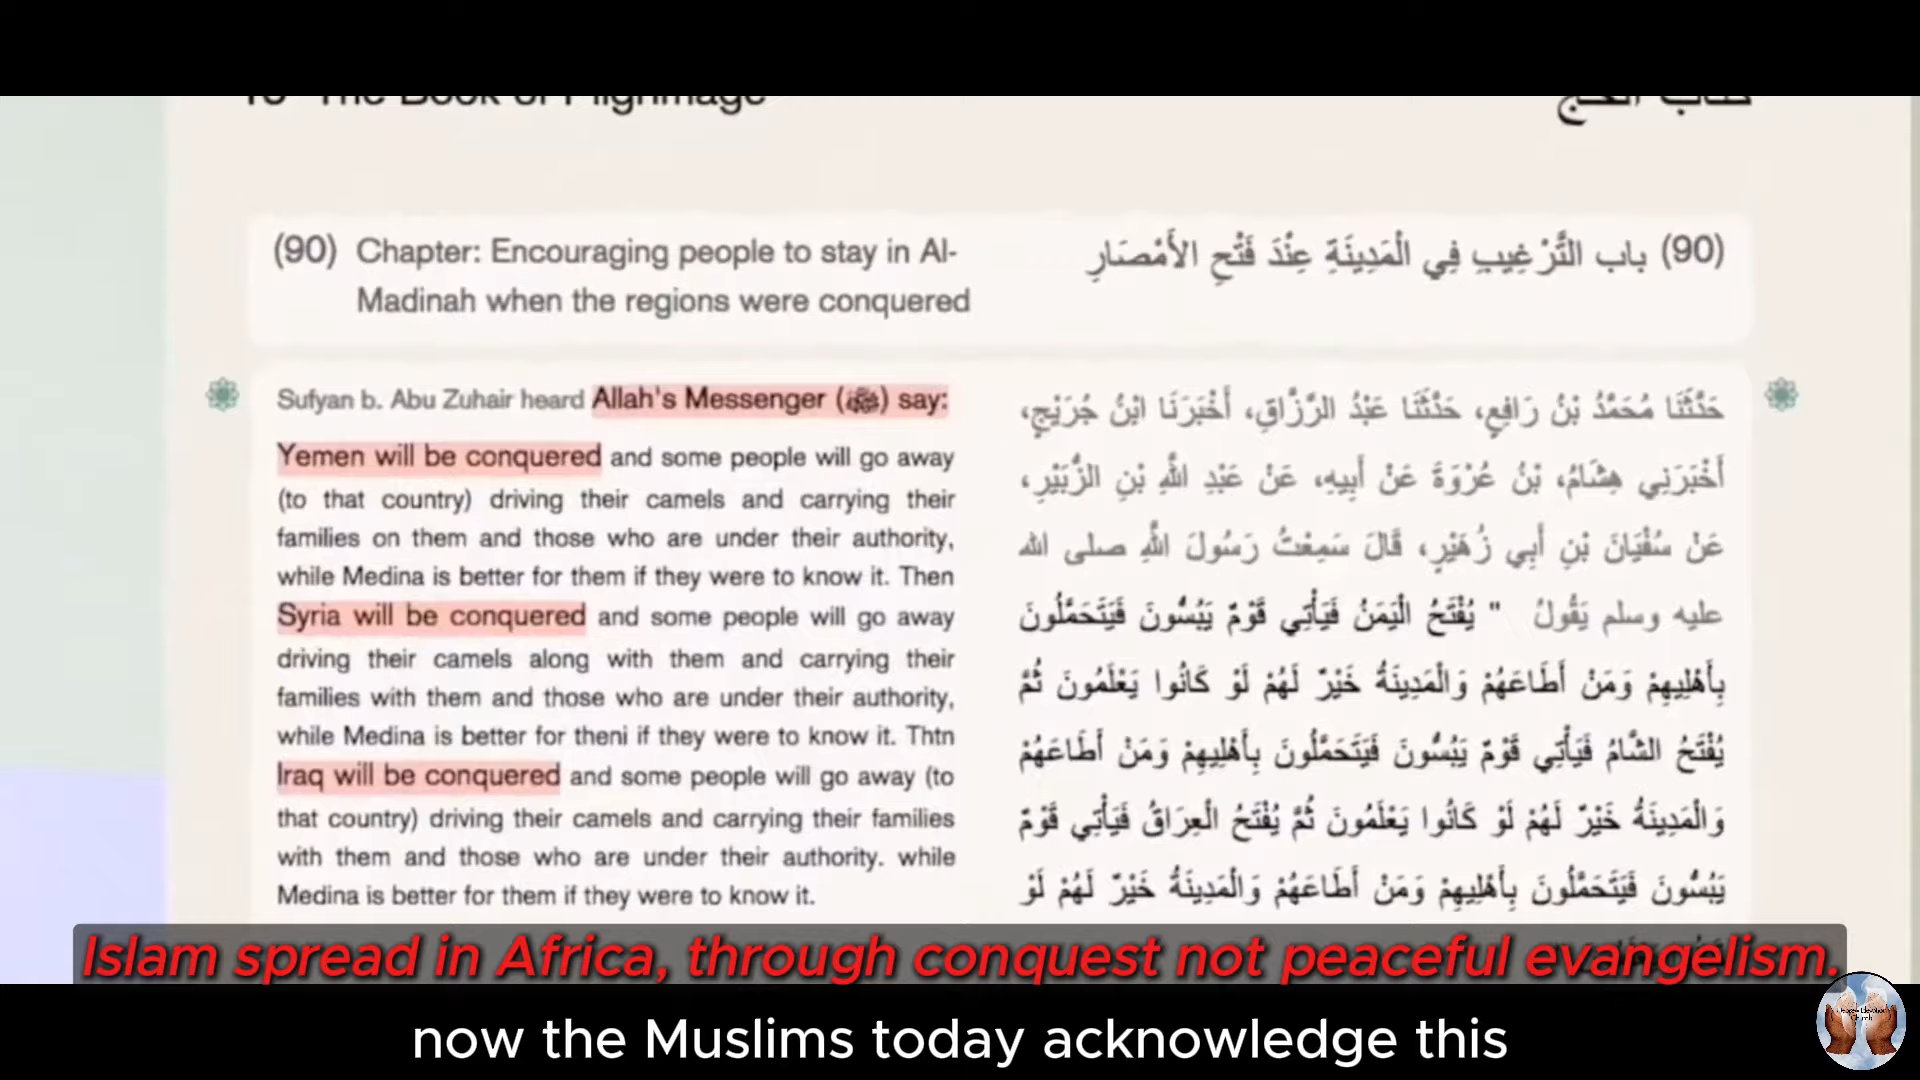 The Book of Pilgrimage
كتاب الحج
(90) Chapter: Encouraging people to stay in Al-
Madinah when the regions were conquered
(90) باب التَّرْغِيبِ فِي الْمَدِينَةِ عِنْدَ فَتْحِ الأَمْصَارِ
Sufyan b. Abu Zuhair heard Allah's Messenger (ﷺ) say:
Yemen will be conquered and some people will go away
(to that country) driving their camels and carrying their
families on them and those who are under their authority,
while Medina is better for them if they were to know it. Then
Syria will be conquered and some people will go away
driving their camels along with them and carrying their
families with them and those who are under their authority,
while Medina is better for theni if they were to know it. Thtn
Iraq will be conquered and some people will go away (to
that country) driving their camels and carrying their families
with them and those who are under their authority. while
Medina is better for them if they were to know it.
حَدَّثَنَا مُحَمَّدُ بْنُ رَافِعٍ، حَدَّثَنَا عَبْدُ الرَّزَّاقِ، أَخْبَرَنَا ابْنُ جُرَيْجٍ،
أَخْبَرَنِي هِشَامُ، بْنُ عُرْوَةَ عَنْ أَبِيهِ، عَنْ عَبْدِ اللَّهِ بْنِ الزُّبَيْرِ،
عَنْ سُفْيَانَ بْنِ أَبِي زُهَيْرٍ، قَالَ سَمِعْتُ رَسُولَ اللَّهِ صلى الله
عليه وسلم يَقُولُ " يُفْتَحُ الْيَمَنُ فَيَأْتِي قَوْمٌ يَبُسُّونَ فَيَتَحَمَّلُونَ
بِأَهْلِيهِمْ وَمَنْ أَطَاعَهُمْ وَالْمَدِينَةُ خَيْرٌ لَهُمْ لَوْ كَانُوا يَعْلَمُونَ ثُمَّ
يُفْتَحُ الشَّامُ فَيَأْتِي قَوْمٌ يَبُسُّونَ فَيَتَحَمَّلُونَ بِأَهْلِيهِمْ وَمَنْ أَطَاعَهُمْ
وَالْمَدِينَةُ خَيْرٌ لَهُمْ لَوْ كَانُوا يَعْلَمُونَ ثُمَّ يُفْتَحُ الْعِرَاقُ فَيَأْتِي قَوْمٌ
يَبُسُّونَ فَيَتَحَمَّلُونَ بِأَهْلِيهِمْ وَمَنْ أَطَاعَهُمْ وَالْمَدِينَةُ خَيْرٌ لَهُمْ لَوْ
Islam spread in Africa, through conquest not peaceful evangelism.
now the Muslims today acknowledge this
Church